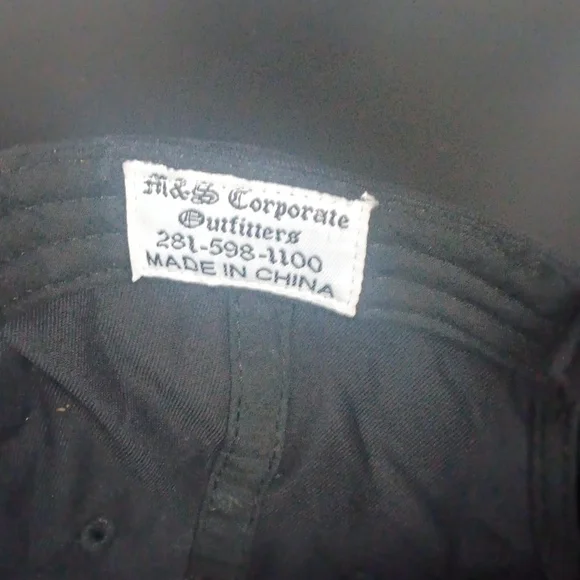 M&S Corporate
Outfitters
281-598-1100
MADE IN CHINA